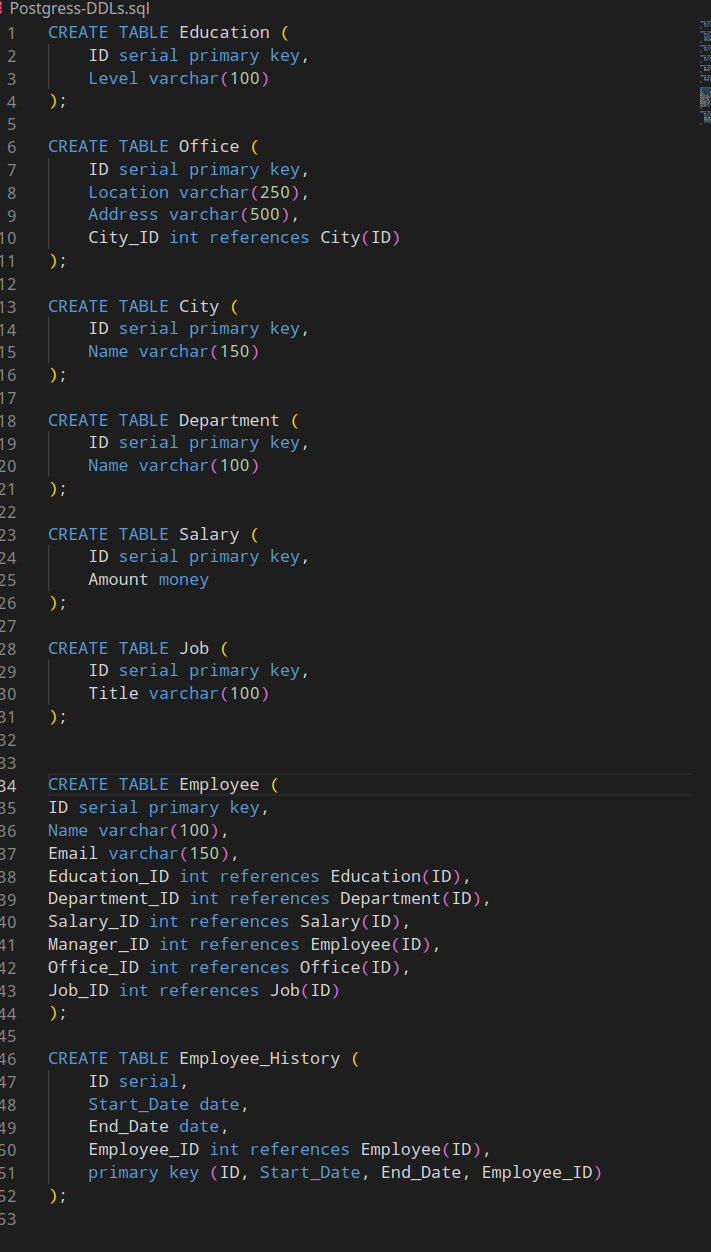 Postgress-DDLs.sql
1 CREATE TABLE Education (
2 ID serial primary key,
3 Level varchar(100)
4 );
5
6 CREATE TABLE Office (
7 ID serial primary key,
8 Location varchar(250),
9 Address varchar(500),
10 City_ID int references City(ID)
11 );
12
13 CREATE TABLE City (
14 ID serial primary key,
15 Name varchar(150)
16 );
17
18 CREATE TABLE Department (
19 ID serial primary key,
20 Name varchar(100)
21 );
22
23 CREATE TABLE Salary (
24 ID serial primary key,
25 Amount money
26 );
27
28 CREATE TABLE Job (
29 ID serial primary key,
30 Title varchar(100)
31 );
32
33
34 CREATE TABLE Employee (
35 ID serial primary key,
36 Name varchar(100),
37 Email varchar(150),
38 Education_ID int references Education(ID),
39 Department_ID int references Department(ID),
40 Salary_ID int references Salary(ID),
41 Manager_ID int references Employee(ID),
42 Office_ID int references Office(ID),
43 Job_ID int references Job(ID)
44 );
45
46 CREATE TABLE Employee_History (
47 ID serial,
48 Start_Date date,
49 End_Date date,
50 Employee_ID int references Employee(ID),
51 primary key (ID, Start_Date, End_Date, Employee_ID)
52 );
53